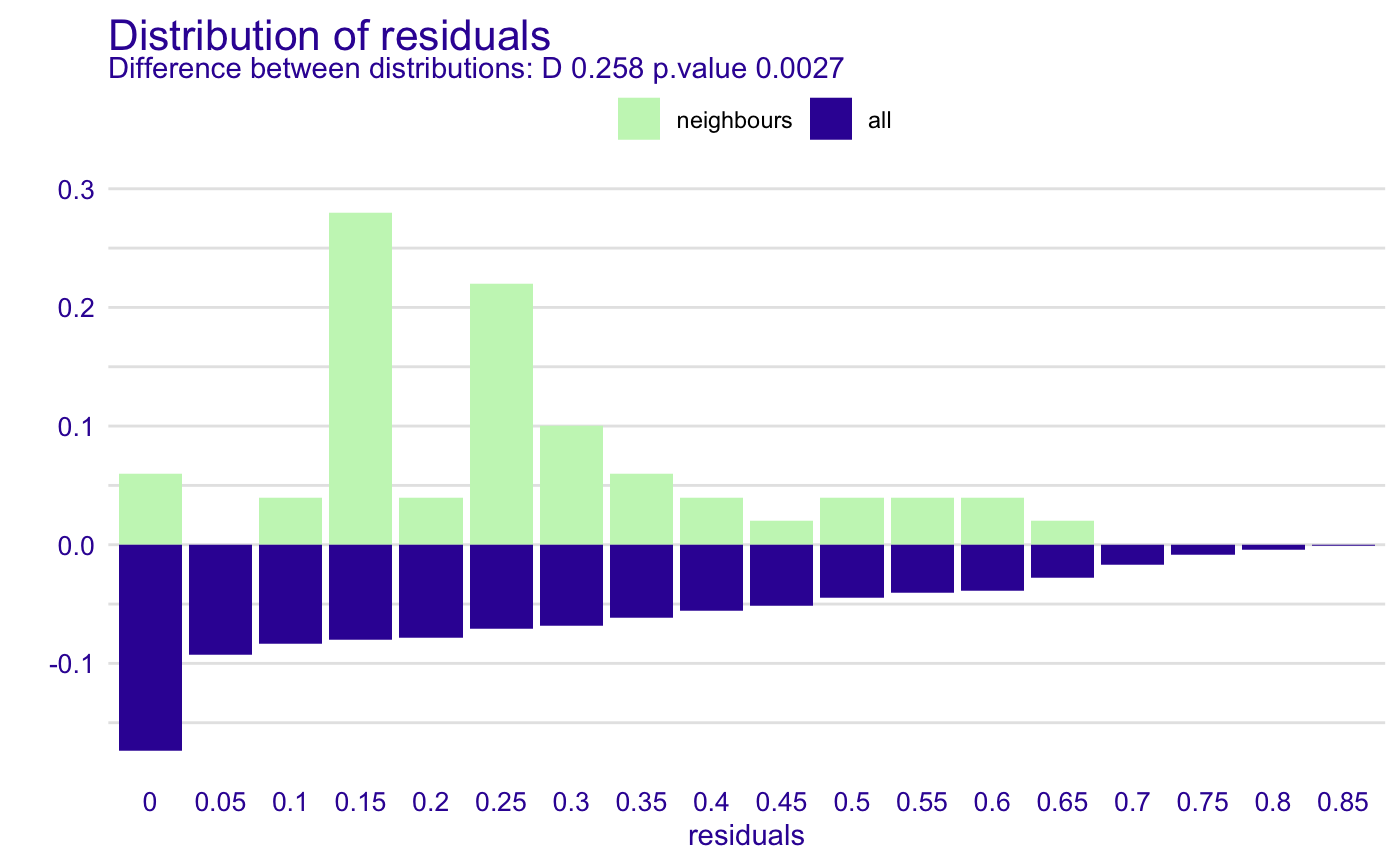 Distribution of residuals
Difference between distributions: D 0.258 p.value 0.0027
neighbours all
0.3
0.2
0.1
0.0
-0.1
0 0.05 0.1 0.15 0.2 0.25 0.3 0.35 0.4 0.45 0.5 0.55 0.6 0.65 0.7 0.75 0.8 0.85
residuals